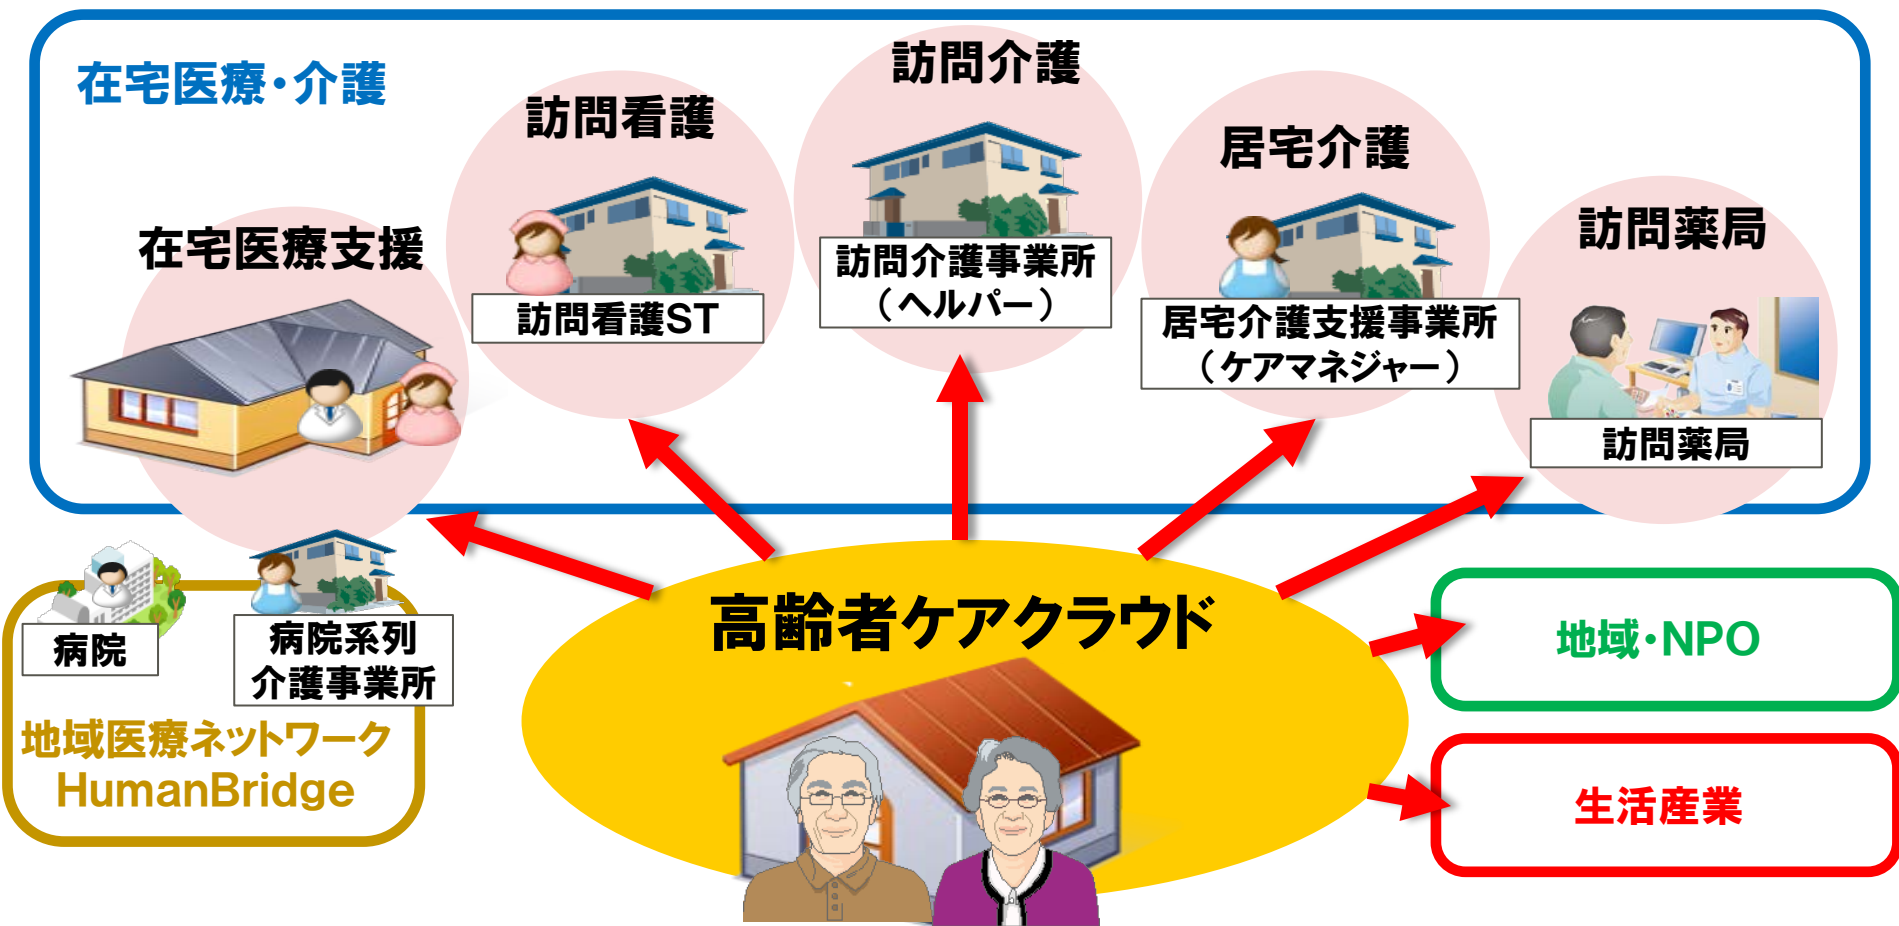 在宅医療・介護
在宅医療支援
訪問看護
訪問看護ST
訪問介護
訪問介護事業所
（ヘルパー）
居宅介護
居宅介護支援事業所
（ケアマネジャー）
訪問薬局
訪問薬局
病院
病院系列
介護事業所
地域医療ネットワーク
HumanBridge
高齢者ケアクラウド
地域・NPO
生活産業